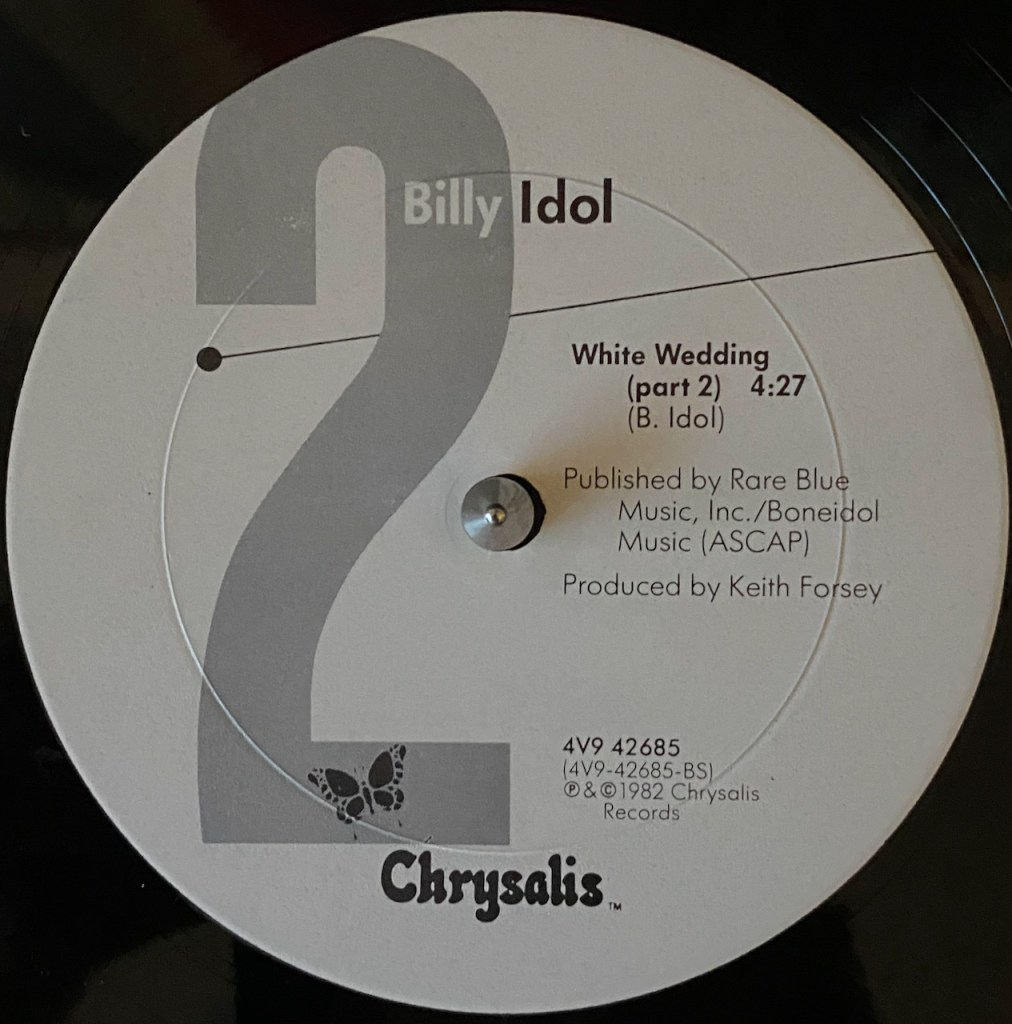 2
Billy Idol
White Wedding
(part 2) 4:27
(B. Idol)
Published by Rare Blue
Music, Inc./Boneidol
Music (ASCAP)
Produced by Keith Forsey
4V9 42685
(4V9-42685-BS)
℗&©1982 Chrysalis
Records
Chrysalis™